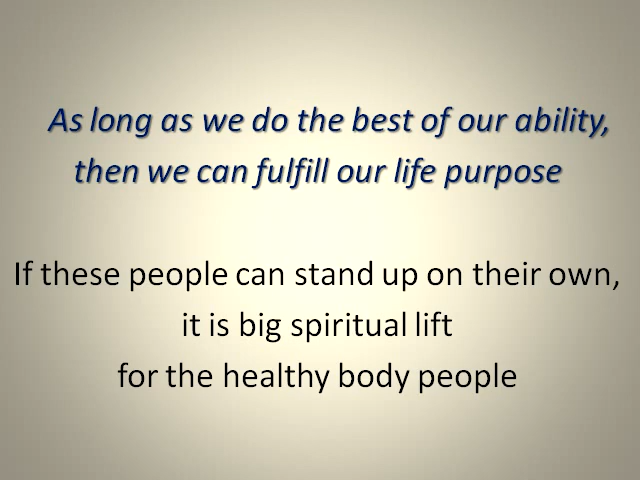 As long as we do the best of our ability,
then we can fulfill our life purpose
If these people can stand up on their own,
it is big spiritual lift
for the healthy body people